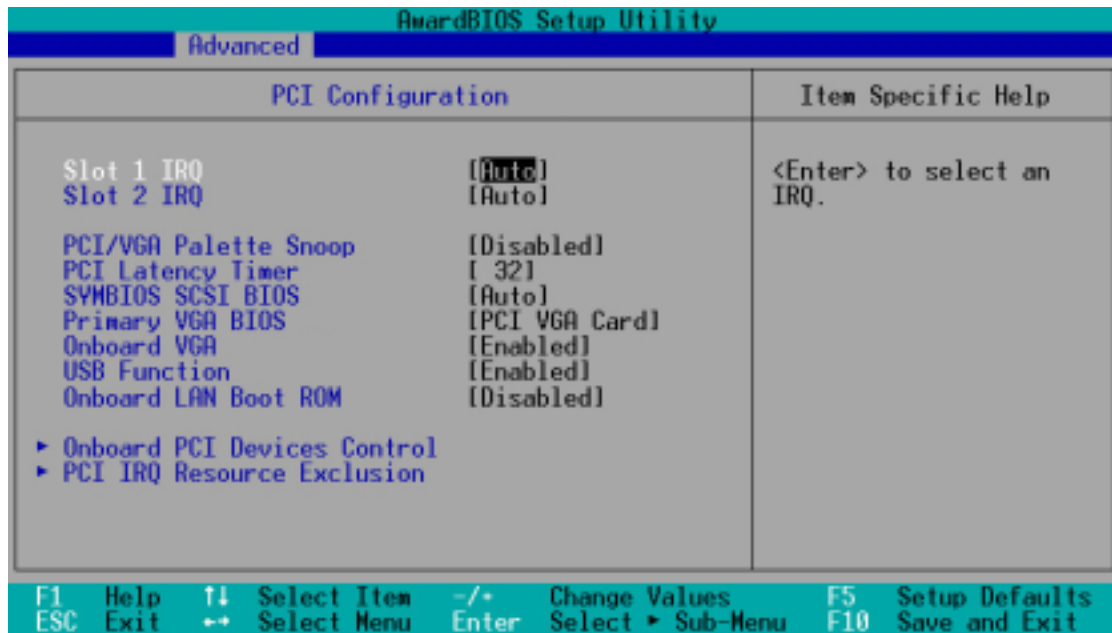 AwardBIOS Setup Utility
Advanced
PCI Configuration
Item Specific Help
Slot 1 IRQ [Auto]
Slot 2 IRQ [Auto]
PCI/VGA Palette Snoop [Disabled]
PCI Latency Timer [ 32]
SYMBIOS SCSI BIOS [Auto]
Primary VGA BIOS [PCI VGA Card]
Onboard VGA [Enabled]
USB Function [Enabled]
Onboard LAN Boot ROM [Disabled]
▸ Onboard PCI Devices Control
▸ PCI IRQ Resource Exclusion
<Enter> to select an
IRQ.
F1 Help ↑↓ Select Item -/+ Change Values F5 Setup Defaults
ESC Exit ←→ Select Menu Enter Select ▸ Sub-Menu F10 Save and Exit